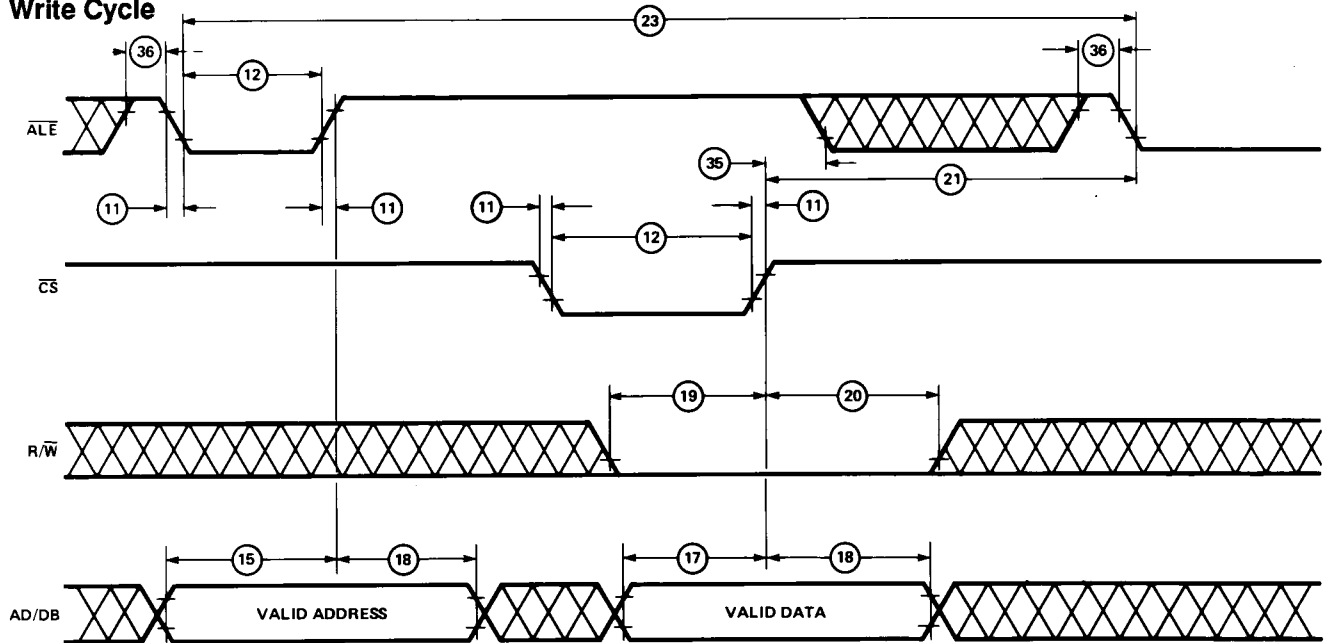 Write Cycle
23
36
12
36
ALE
35
21
11
11
11
11
12
CS
19
20
R/W
15
18
17
18
AD/DB
VALID ADDRESS
VALID DATA